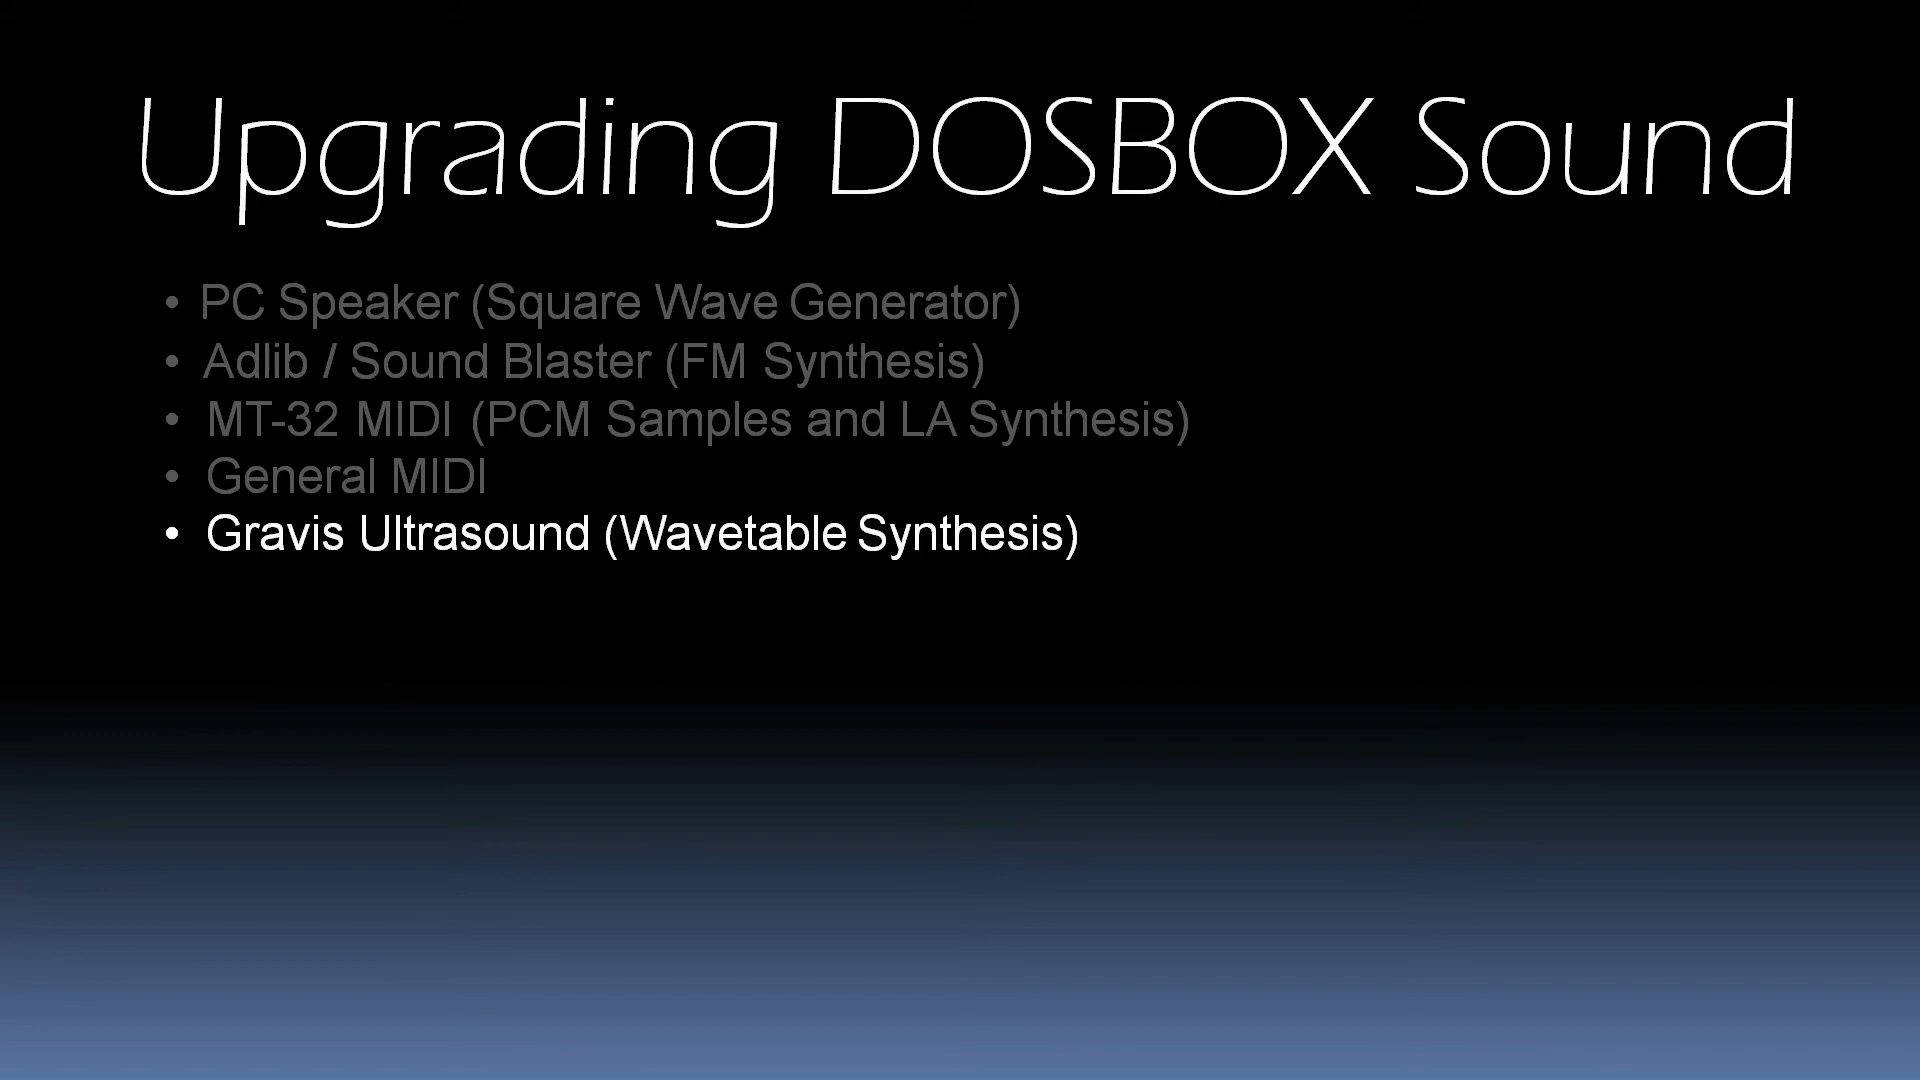 Upgrading DOSBOX Sound
• PC Speaker (Square Wave Generator)
• Adlib / Sound Blaster (FM Synthesis)
• MT-32 MIDI (PCM Samples and LA Synthesis)
• General MIDI
• Gravis Ultrasound (Wavetable Synthesis)